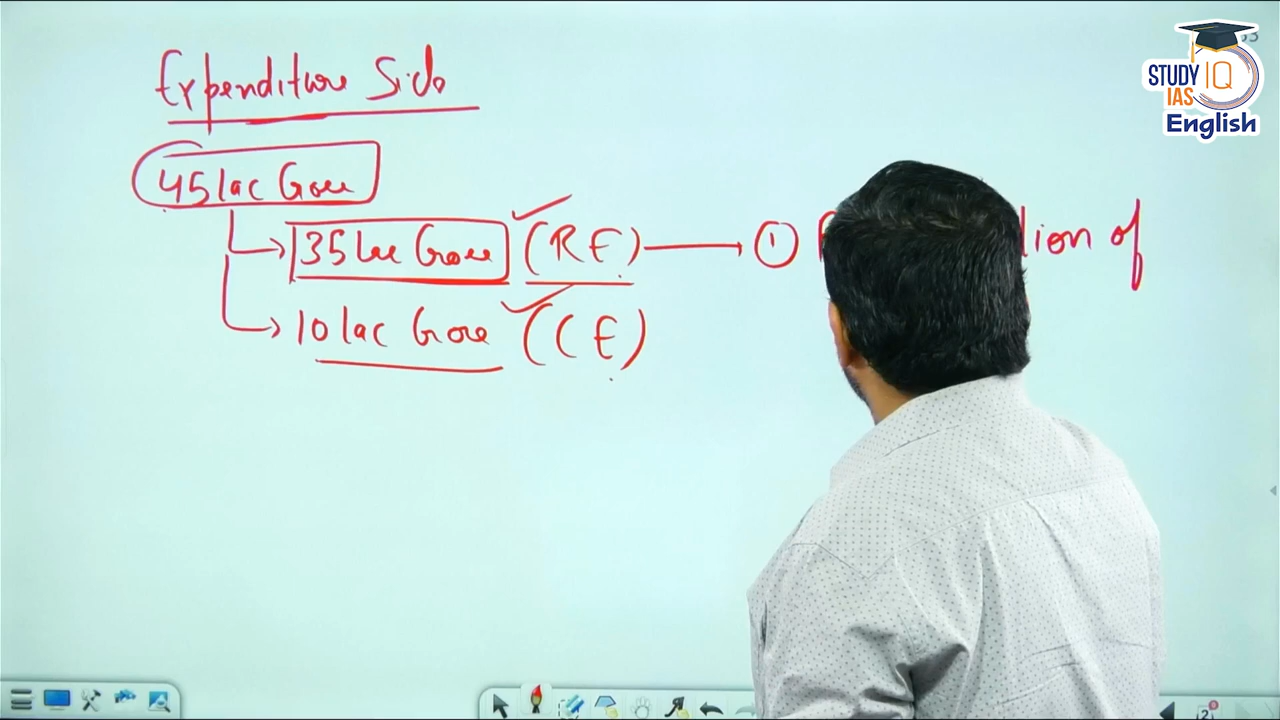 Expenditure Side
45 lac Crore
35 lac Crore (RE) ① of
10 lac Crore (CE)
STUDY IQ
IAS
English